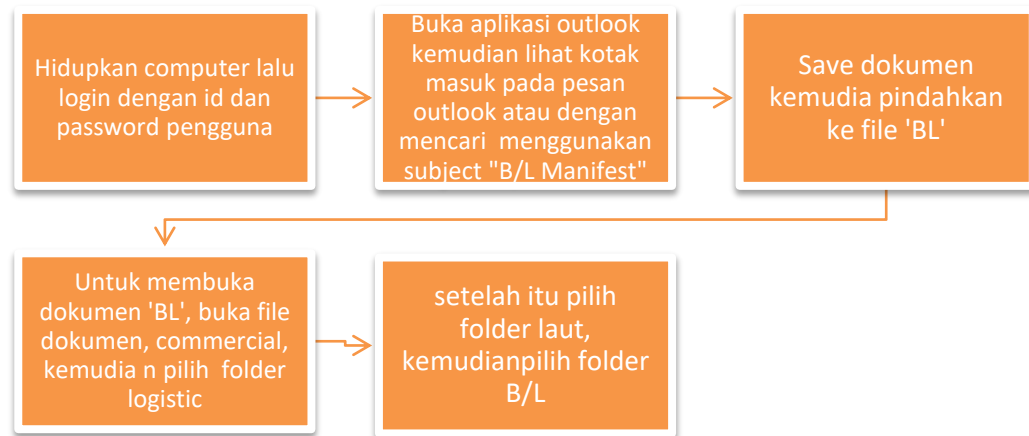 Hidupkan computer lalu
login dengan id dan
password pengguna
Buka aplikasi outlook
kemudian lihat kotak
masuk pada pesan
outlook atau dengan
mencari menggunakan
subject "B/L Manifest"
Save dokumen
kemudia pindahkan
ke file 'BL'
Untuk membuka
dokumen 'BL', buka file
dokumen, commercial,
kemudia n pilih folder
logistic
setelah itu pilih
folder laut,
kemudianpilih folder
B/L